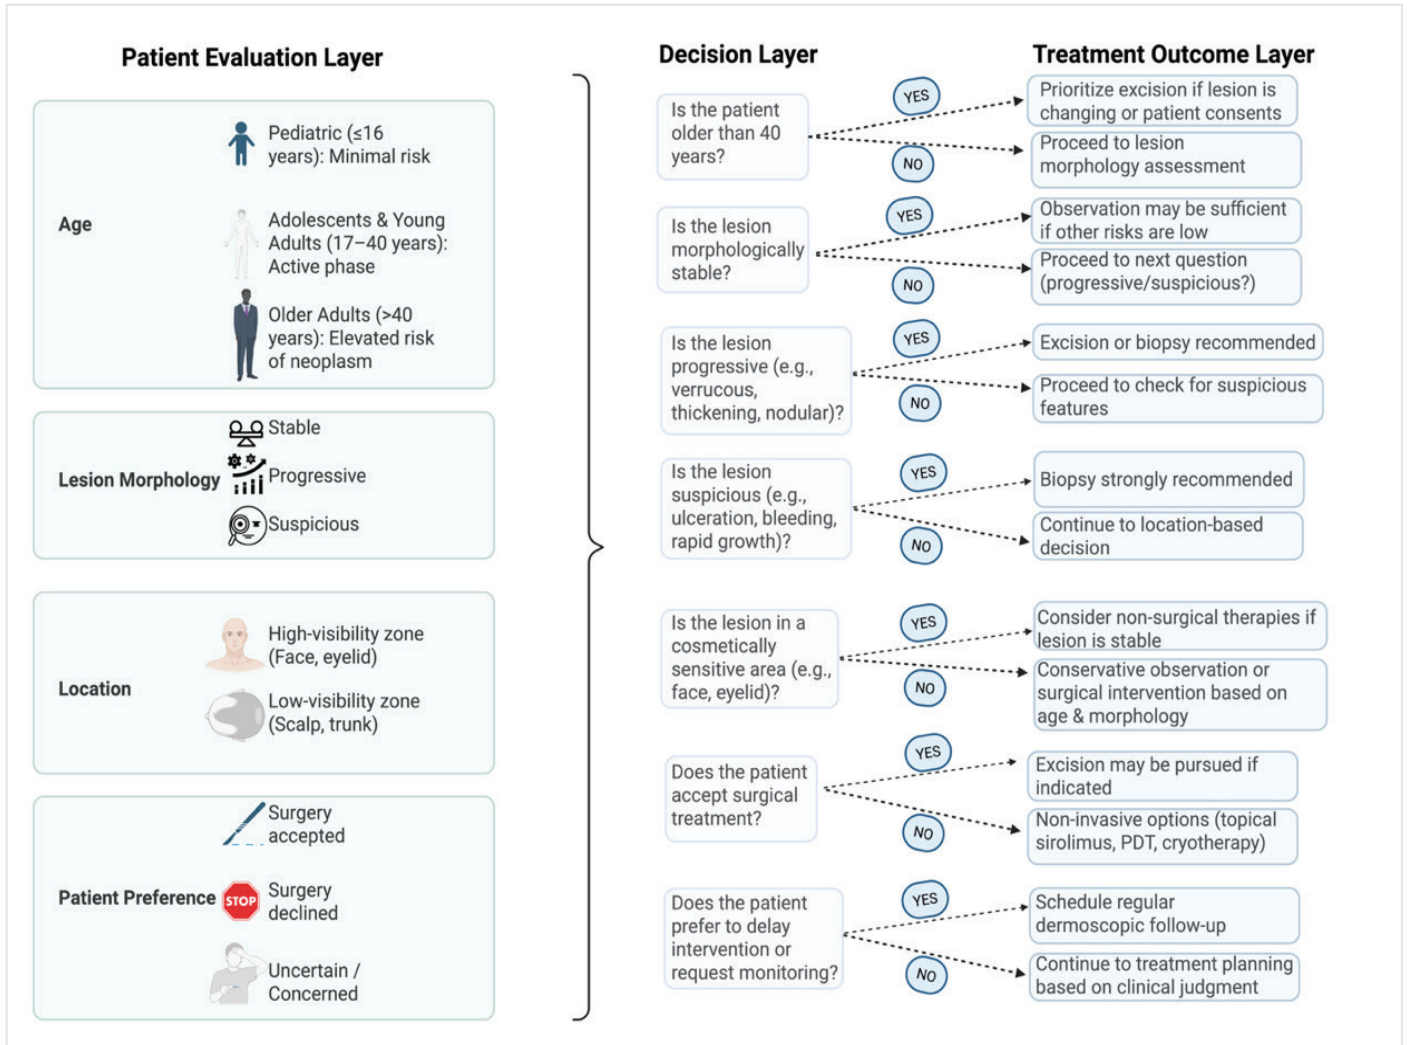 Patient Evaluation Layer
Age
Pediatric (≤16
years): Minimal risk
Adolescents & Young
Adults (17–40 years):
Active phase
Older Adults (>40
years): Elevated risk
of neoplasm
Lesion Morphology
Stable
Progressive
Suspicious
Location
High-visibility zone
(Face, eyelid)
Low-visibility zone
(Scalp, trunk)
Patient Preference
Surgery
accepted
STOP
Surgery
declined
Uncertain /
Concerned
Decision Layer
Treatment Outcome Layer
Is the patient
older than 40
years?
YES
Prioritize excision if lesion is
changing or patient consents
NO
Proceed to lesion
morphology assessment
Is the lesion
morphologically
stable?
YES
Observation may be sufficient
if other risks are low
NO
Proceed to next question
(progressive/suspicious?)
Is the lesion
progressive (e.g.,
verrucous,
thickening, nodular)?
YES
Excision or biopsy recommended
NO
Proceed to check for suspicious
features
Is the lesion
suspicious (e.g.,
ulceration, bleeding,
rapid growth)?
YES
Biopsy strongly recommended
NO
Continue to location-based
decision
Is the lesion in a
cosmetically
sensitive area (e.g.,
face, eyelid)?
YES
Consider non-surgical therapies if
lesion is stable
NO
Conservative observation or
surgical intervention based on
age & morphology
Does the patient
accept surgical
treatment?
YES
Excision may be pursued if
indicated
NO
Non-invasive options (topical
sirolimus, PDT, cryotherapy)
Does the patient
prefer to delay
intervention or
request monitoring?
YES
Schedule regular
dermoscopic follow-up
NO
Continue to treatment planning
based on clinical judgment